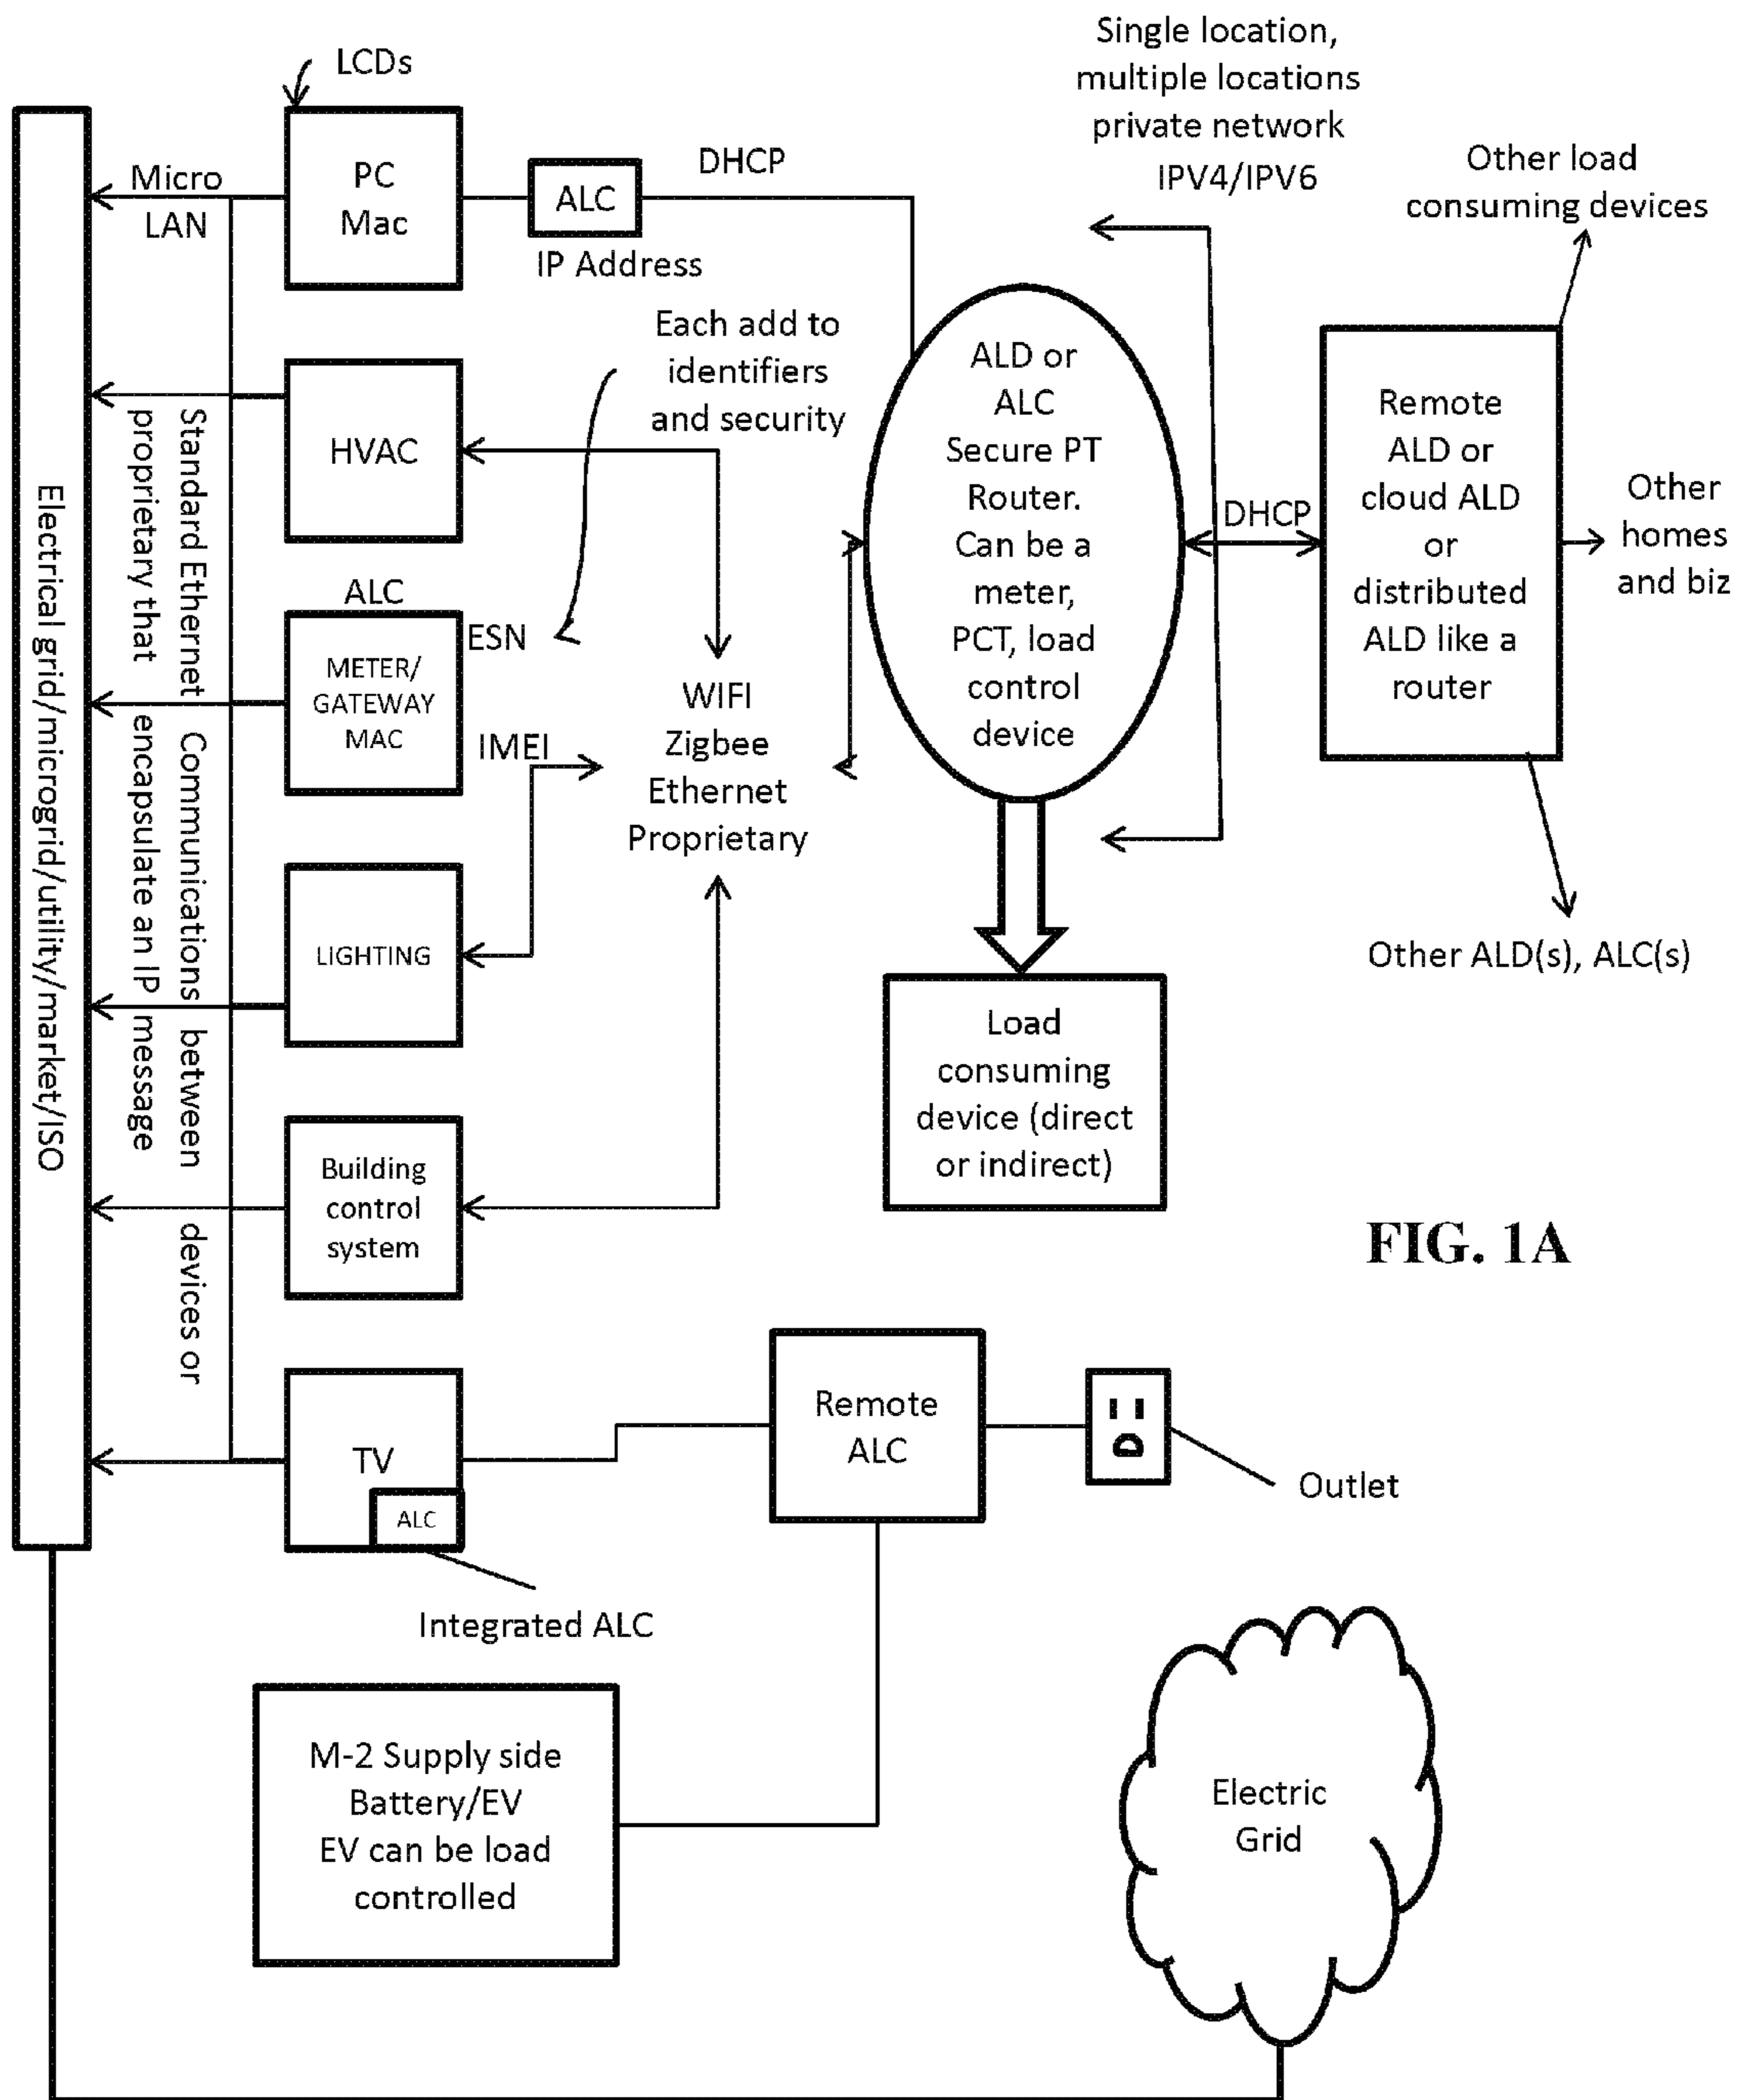 Single location,
multiple locations
private network
IPV4/IPV6
LCDs
Micro
LAN
PC
Mac
ALC
IP Address
DHCP
Other load
consuming devices
Each add to
identifiers
and security
HVAC
ALD or
ALC
Secure PT
Router.
Can be a
meter,
PCT, load
control
device
DHCP
Remote
ALD or
cloud ALD
or
distributed
ALD like a
router
Other
homes
and biz
Electrical grid/microgrid/utility/market/ISO
Standard Ethernet Communications between devices or
proprietary that encapsulate an IP message
ALC
METER/
GATEWAY
MAC
ESN
IMEI
WIFI
Zigbee
Ethernet
Proprietary
LIGHTING
Other ALD(s), ALC(s)
Load
consuming
device (direct
or indirect)
Building
control
system
FIG. 1A
TV
ALC
Remote
ALC
Outlet
Integrated ALC
M-2 Supply side
Battery/EV
EV can be load
controlled
Electric
Grid